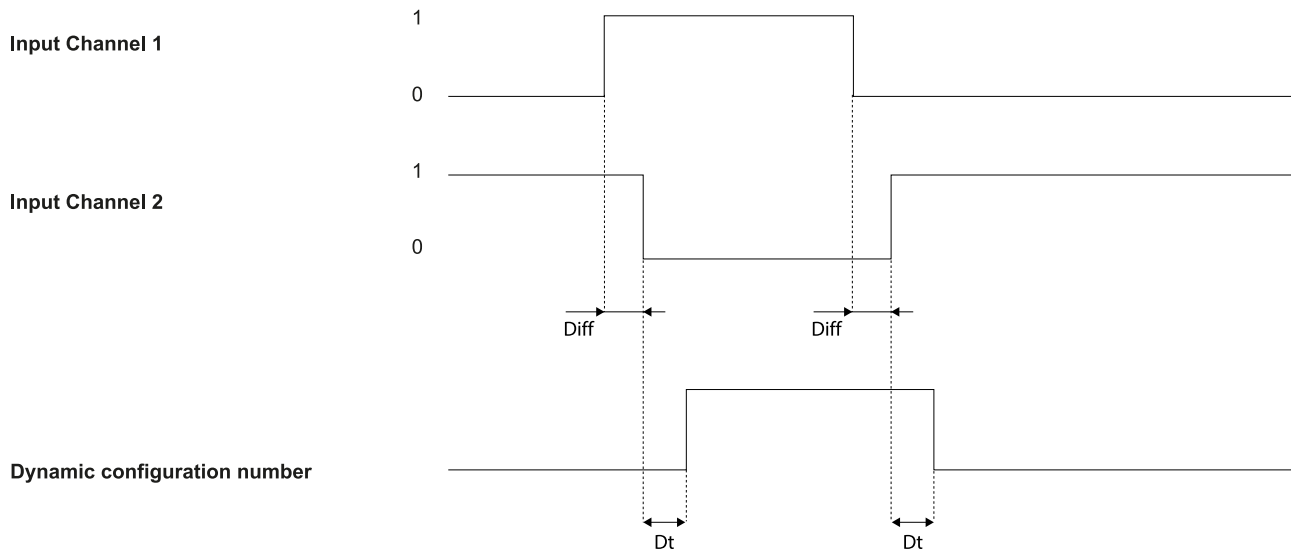 1
Input Channel 1
0
1
Input Channel 2
0
Diff Diff
Dynamic configuration number
Dt Dt